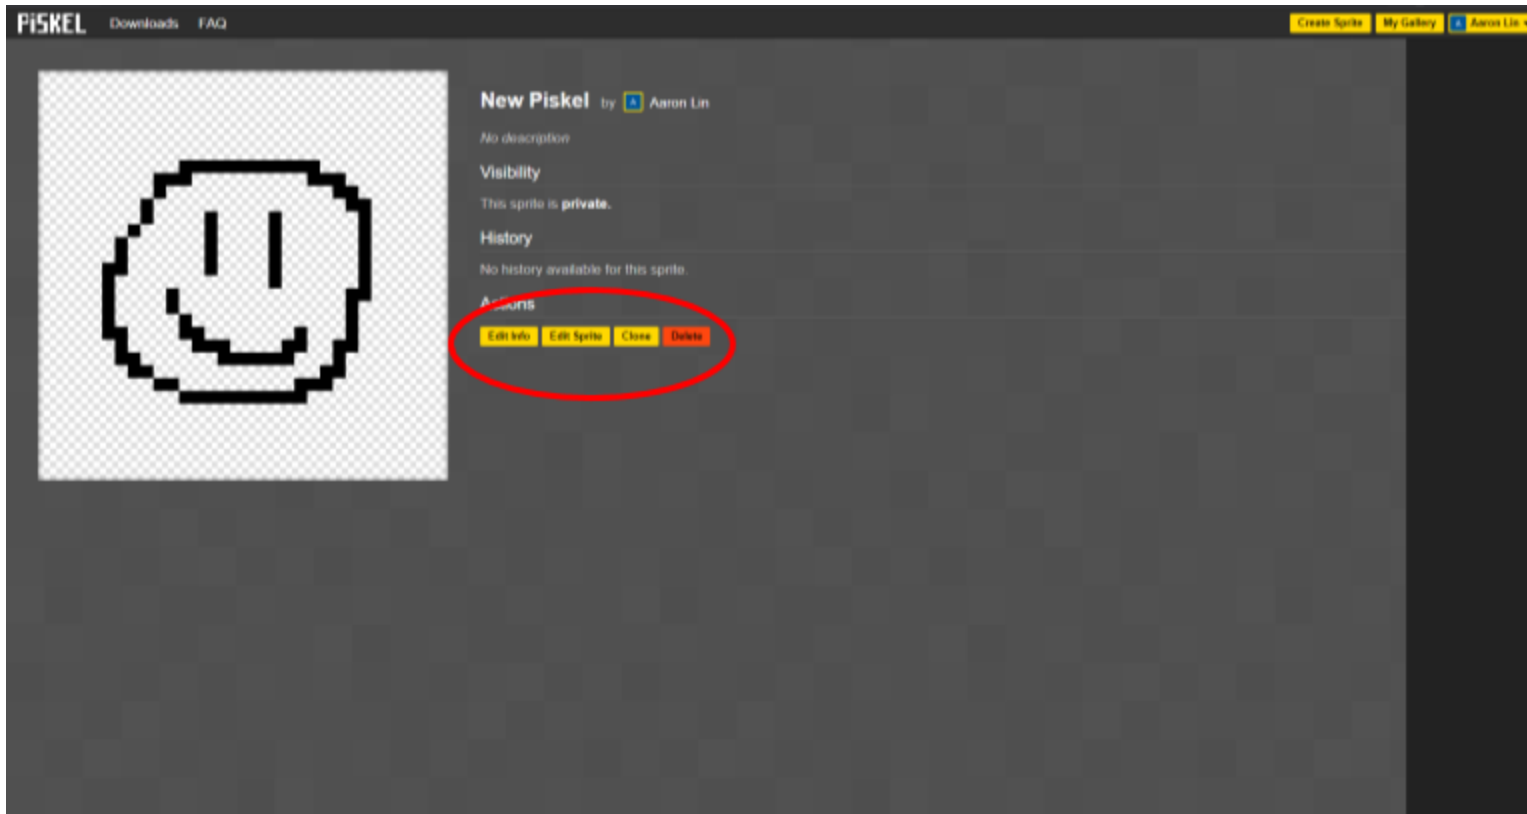 PiSKEL Downloads FAQ Create Sprite My Gallery A Aaron Lin
New Piskel by A Aaron Lin
No description
Visibility
This sprite is private.
History
No history available for this sprite.
Actions
Edit Info Edit Sprite Clone Delete